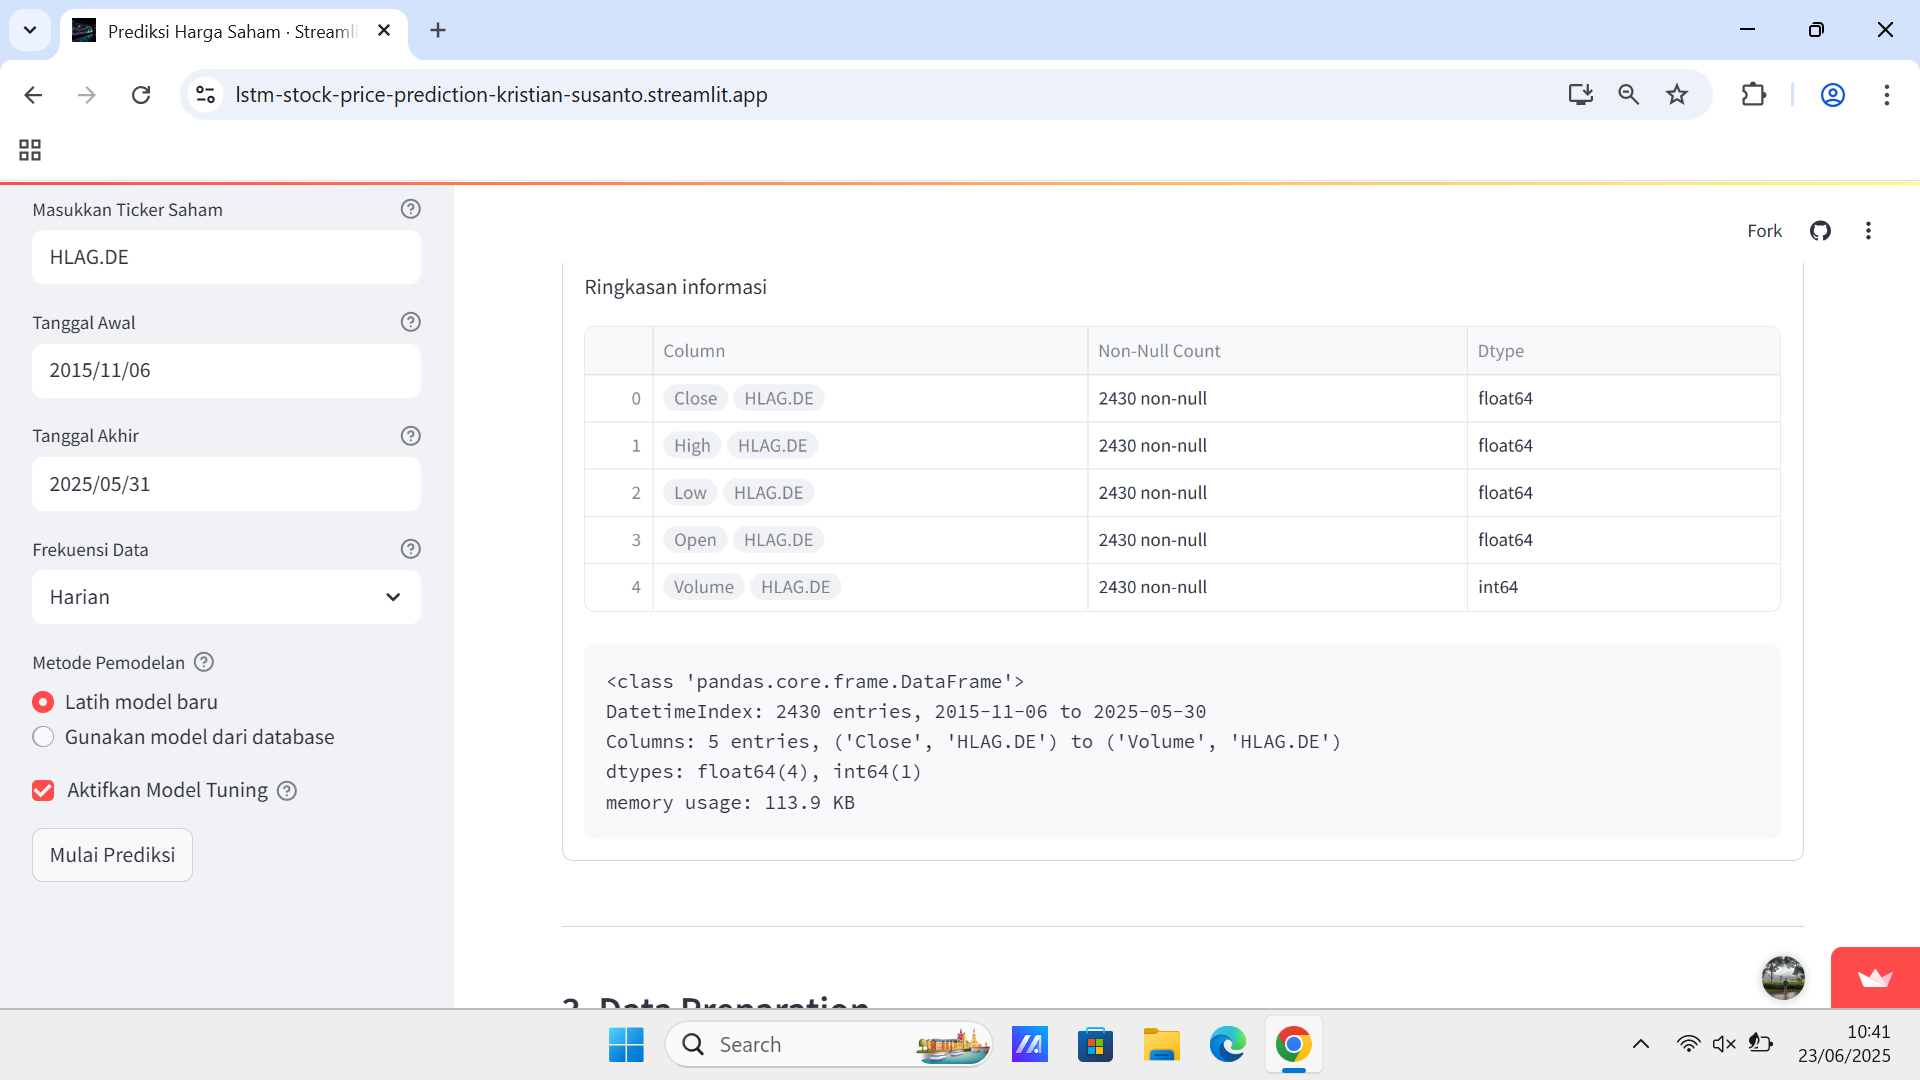 Prediksi Harga Saham · Streamli
lstm-stock-price-prediction-kristian-susanto.streamlit.app
Masukkan Ticker Saham
HLAG.DE
Tanggal Awal
2015/11/06
Tanggal Akhir
2025/05/31
Frekuensi Data
Harian
Metode Pemodelan
Latih model baru
Gunakan model dari database
Aktifkan Model Tuning
Mulai Prediksi
Fork
Ringkasan informasi
Column Non-Null Count Dtype
0 Close HLAG.DE 2430 non-null float64
1 High HLAG.DE 2430 non-null float64
2 Low HLAG.DE 2430 non-null float64
3 Open HLAG.DE 2430 non-null float64
4 Volume HLAG.DE 2430 non-null int64
<class 'pandas.core.frame.DataFrame'>
DatetimeIndex: 2430 entries, 2015-11-06 to 2025-05-30
Columns: 5 entries, ('Close', 'HLAG.DE') to ('Volume', 'HLAG.DE')
dtypes: float64(4), int64(1)
memory usage: 113.9 KB
Data Preparation
Search
10:41
23/06/2025